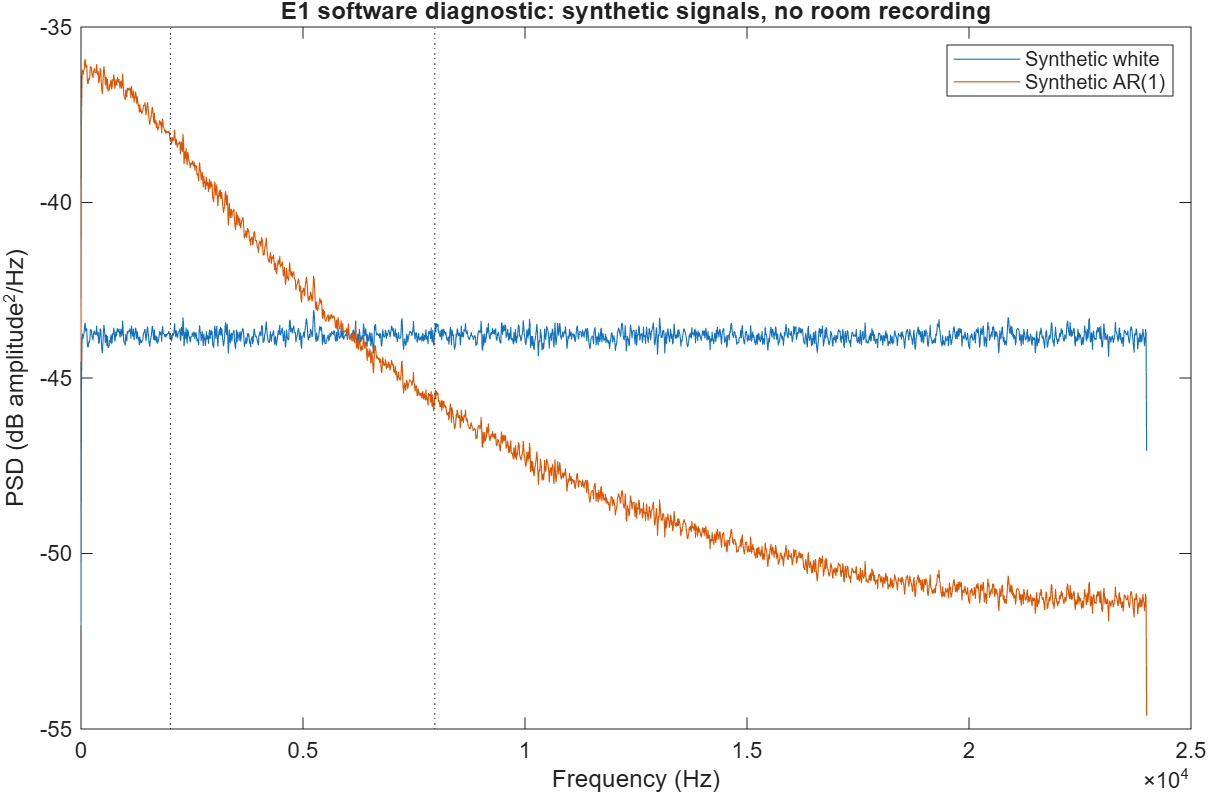 E1 software diagnostic: synthetic signals, no room recording
-35
-40
-45
-50
-55
PSD (dB amplitude²/Hz)
Synthetic white
Synthetic AR(1)
0
0.5
1
1.5
2
2.5
×10⁴
Frequency (Hz)